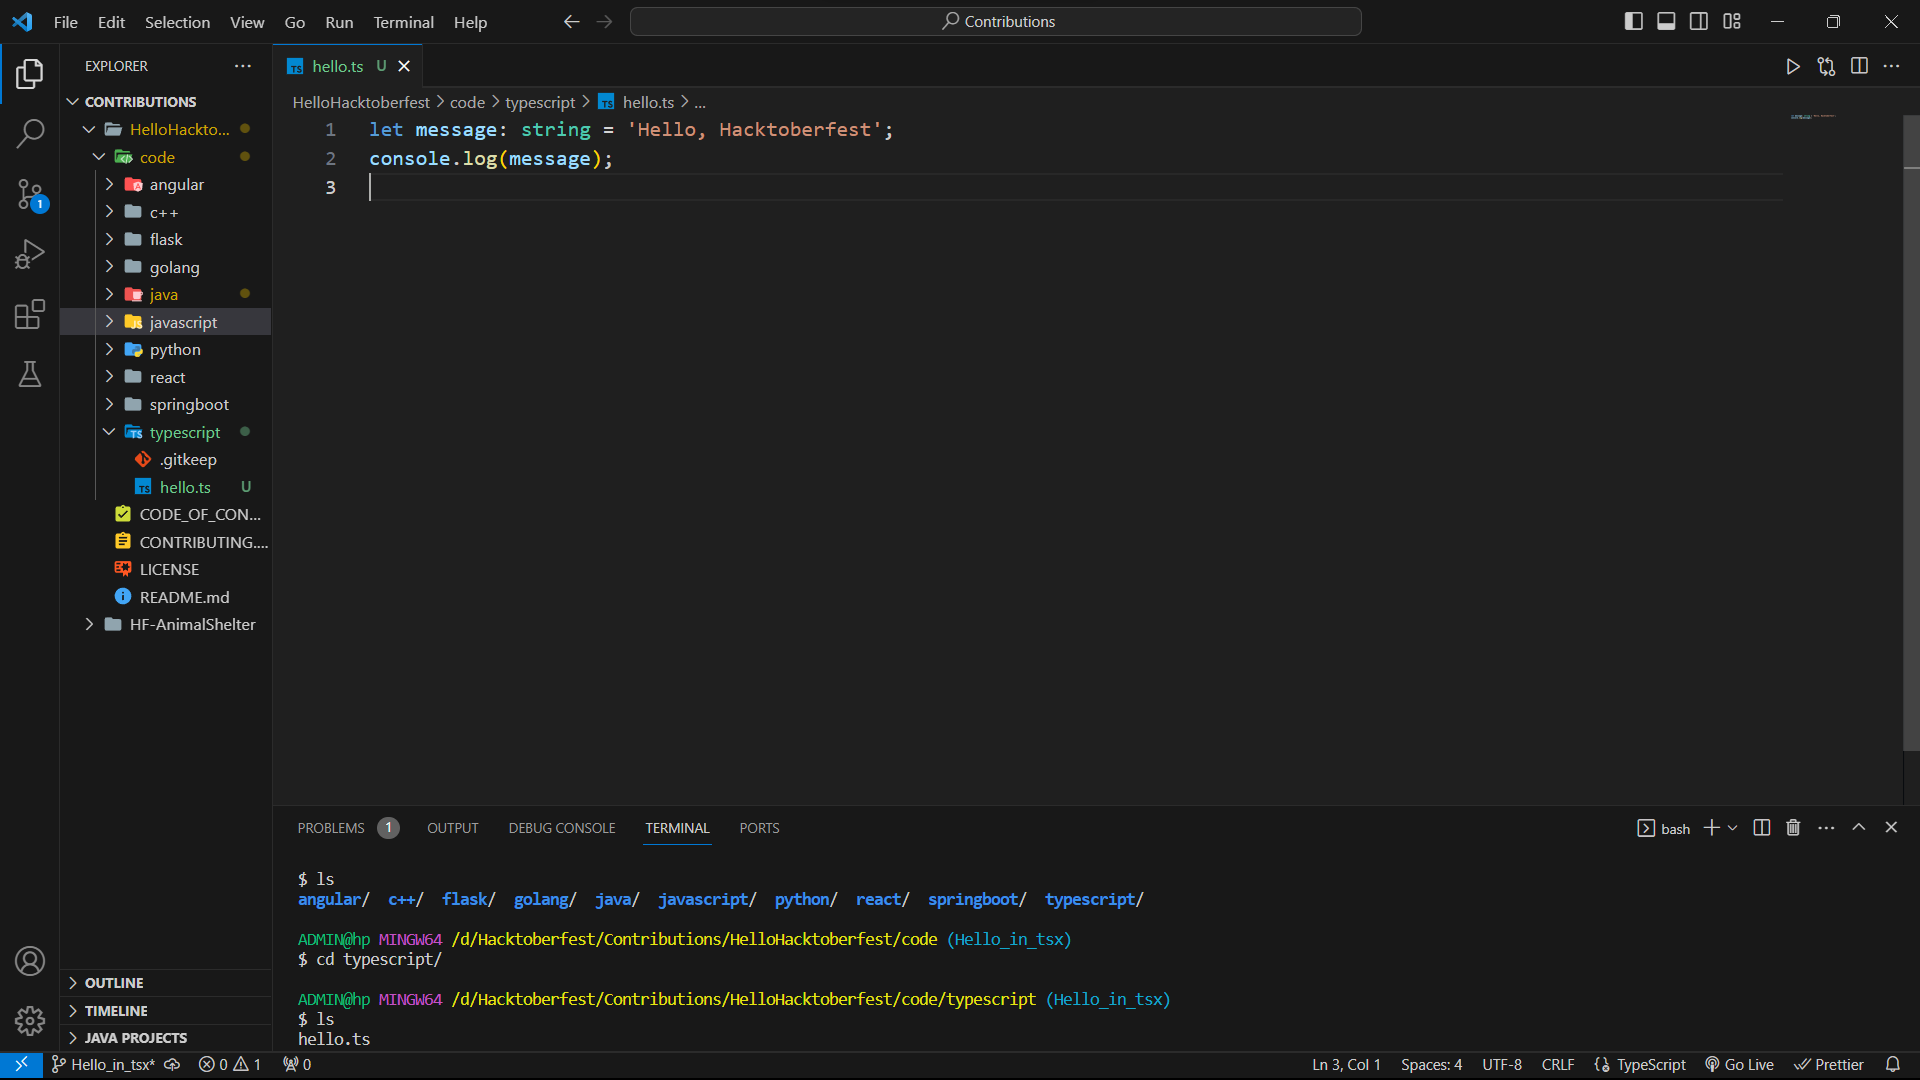 File Edit Selection View Go Run Terminal Help
Contributions
EXPLORER
CONTRIBUTIONS
HelloHackto...
code
angular
c++
flask
golang
java
javascript
python
react
springboot
typescript
.gitkeep
hello.ts U
CODE_OF_CON...
CONTRIBUTING....
LICENSE
README.md
HF-AnimalShelter
OUTLINE
TIMELINE
JAVA PROJECTS
1
hello.ts U
HelloHacktoberfest > code > typescript > hello.ts > ...
1 let message: string = 'Hello, Hacktoberfest';
2 console.log(message);
3
PROBLEMS 1 OUTPUT DEBUG CONSOLE TERMINAL PORTS
bash
$ ls
angular/ c++/ flask/ golang/ java/ javascript/ python/ react/ springboot/ typescript/
ADMIN@hp MINGW64 /d/Hacktoberfest/Contributions/HelloHacktoberfest/code (Hello_in_tsx)
$ cd typescript/
ADMIN@hp MINGW64 /d/Hacktoberfest/Contributions/HelloHacktoberfest/code/typescript (Hello_in_tsx)
$ ls
hello.ts
Hello_in_tsx* 0 1 0 Ln 3, Col 1 Spaces: 4 UTF-8 CRLF TypeScript Go Live Prettier